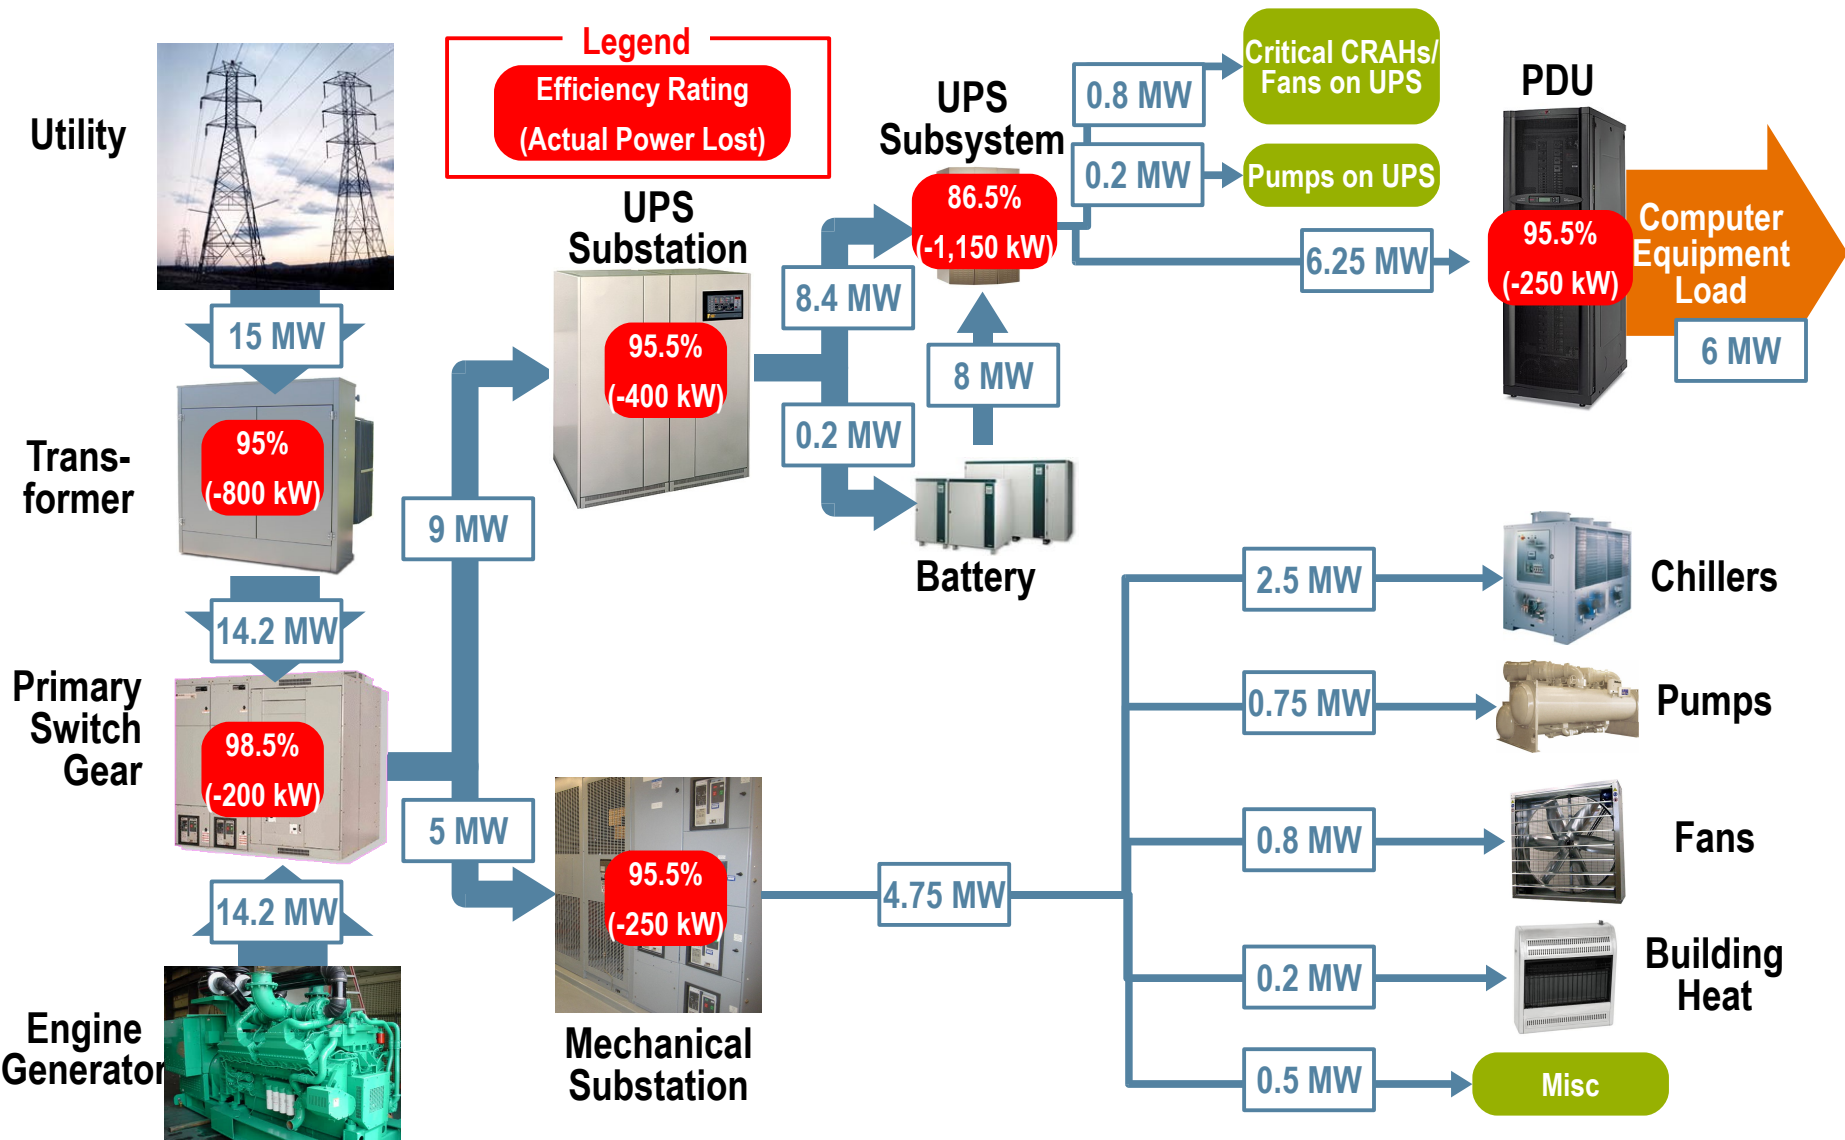 Legend
Efficiency Rating
(Actual Power Lost)
Utility
15 MW
Trans-
former
95%
(-800 kW)
14.2 MW
Primary
Switch
Gear
98.5%
(-200 kW)
14.2 MW
Engine
Generator
9 MW
5 MW
UPS
Substation
95.5%
(-400 kW)
8.4 MW
0.2 MW
UPS
Subsystem
86.5%
(-1,150 kW)
8 MW
Battery
0.8 MW
Critical CRAHs/
Fans on UPS
0.2 MW
Pumps on UPS
6.25 MW
PDU
95.5%
(-250 kW)
Computer
Equipment
Load
6 MW
Mechanical
Substation
95.5%
(-250 kW)
4.75 MW
2.5 MW
Chillers
0.75 MW
Pumps
0.8 MW
Fans
0.2 MW
Building
Heat
0.5 MW
Misc